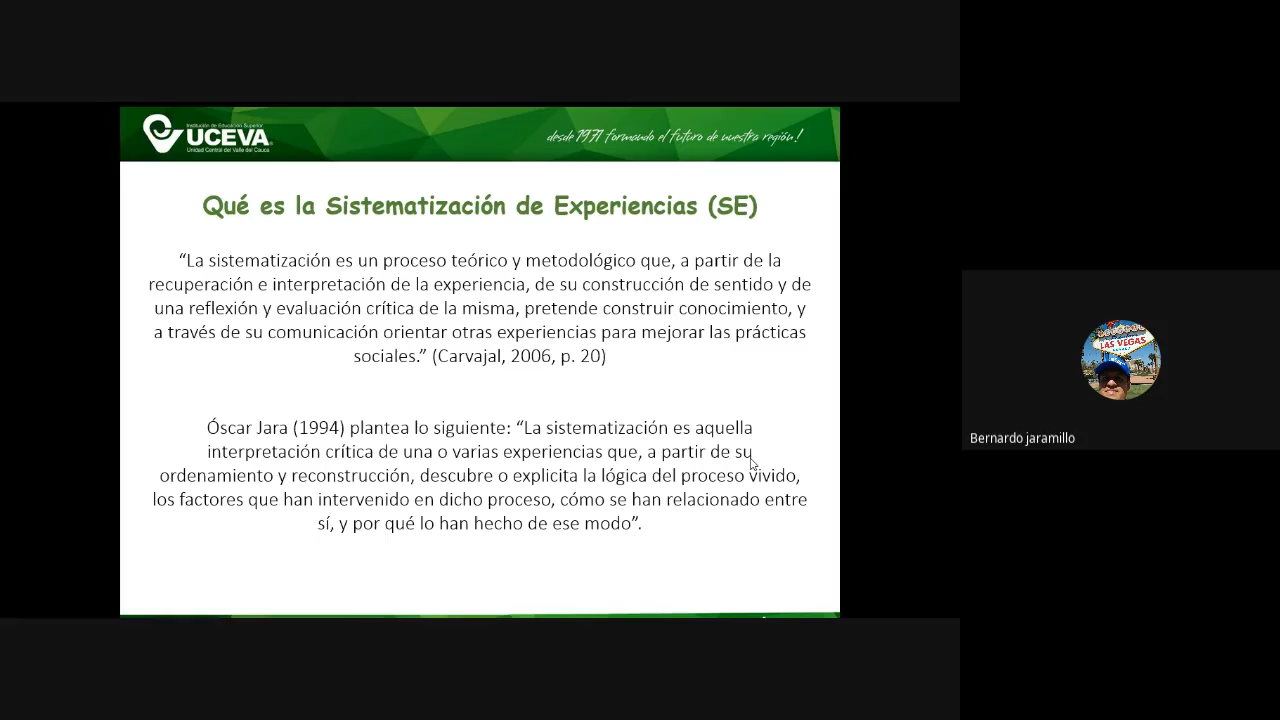 Institución de Educación Superior
UCEVA
Unidad Central del Valle del Cauca
desde 1971 formando el futuro de nuestra región!
Qué es la Sistematización de Experiencias (SE)
“La sistematización es un proceso teórico y metodológico que, a partir de la
recuperación e interpretación de la experiencia, de su construcción de sentido y de
una reflexión y evaluación crítica de la misma, pretende construir conocimiento, y
a través de su comunicación orientar otras experiencias para mejorar las prácticas
sociales.” (Carvajal, 2006, p. 20)
Óscar Jara (1994) plantea lo siguiente: “La sistematización es aquella
interpretación crítica de una o varias experiencias que, a partir de su
ordenamiento y reconstrucción, descubre o explicita la lógica del proceso vivido,
los factores que han intervenido en dicho proceso, cómo se han relacionado entre
sí, y por qué lo han hecho de ese modo”.
LAS VEGAS
Bernardo jaramillo